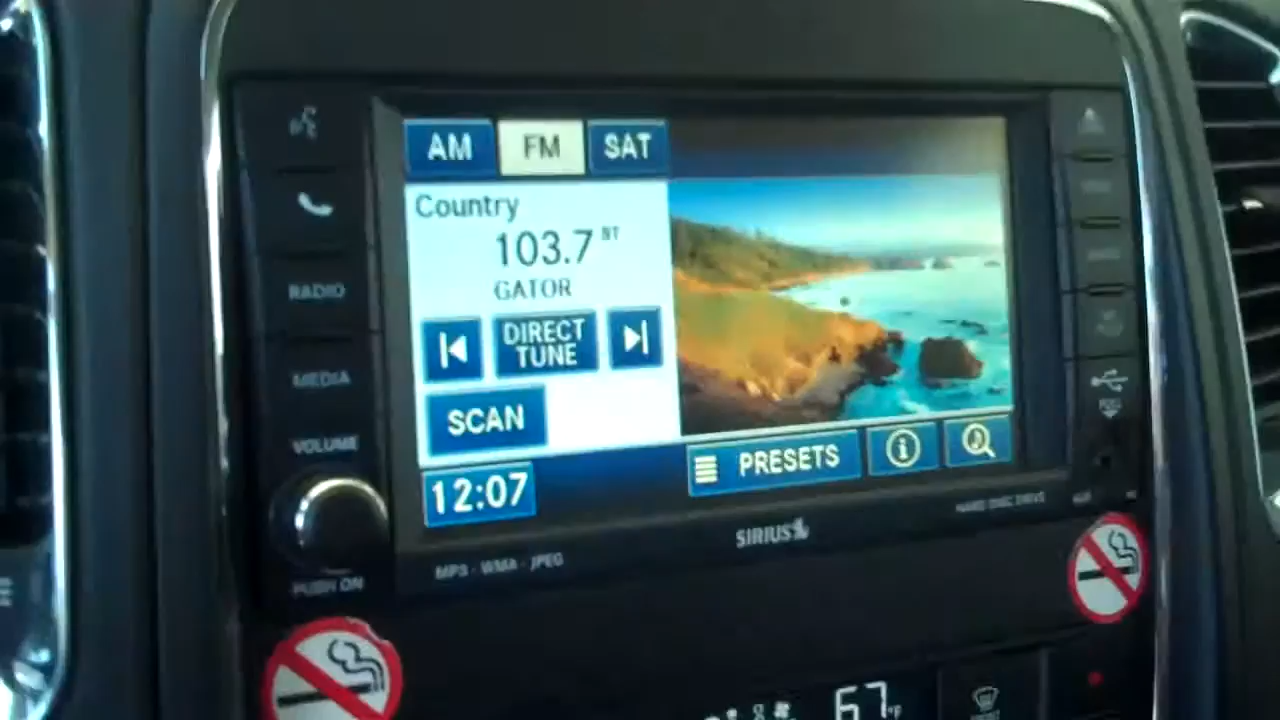 AM FM SAT
Country
103.7 ST
GATOR
DIRECT
TUNE
SCAN
12:07
PRESETS
RADIO
MEDIA
VOLUME
PUSH ON
MP3 - WMA - JPEG
SIRIUS
HARD DISC DRIVE
67°F